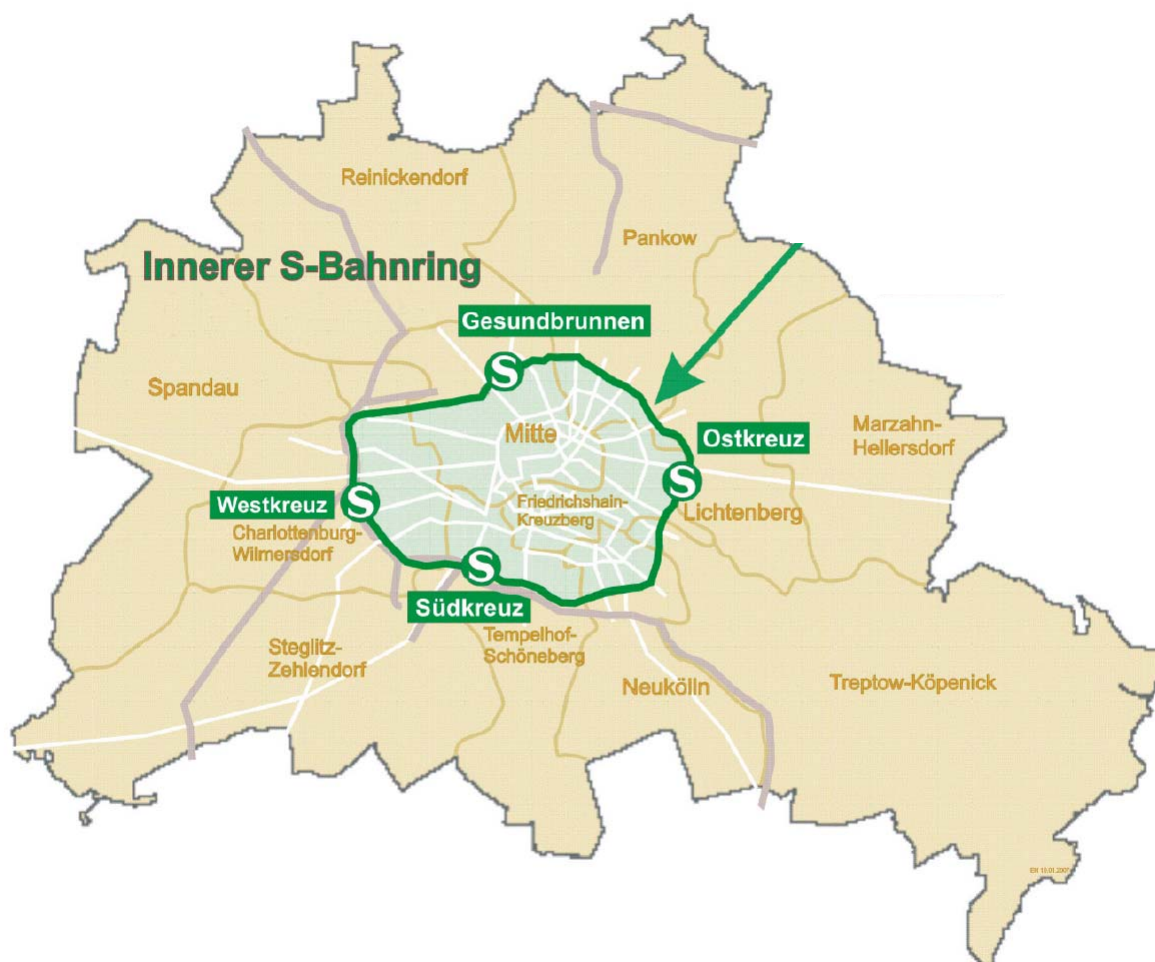 Reinickendorf
Pankow
Innerer S-Bahnring
Gesundbrunnen
S
Spandau
Mitte
Ostkreuz
Marzahn-
Hellersdorf
S
Westkreuz
S
Friedrichshain-
Kreuzberg
Lichtenberg
Charlottenburg-
Wilmersdorf
S
Südkreuz
Tempelhof-
Schöneberg
Steglitz-
Zehlendorf
Neukölln
Treptow-Köpenick